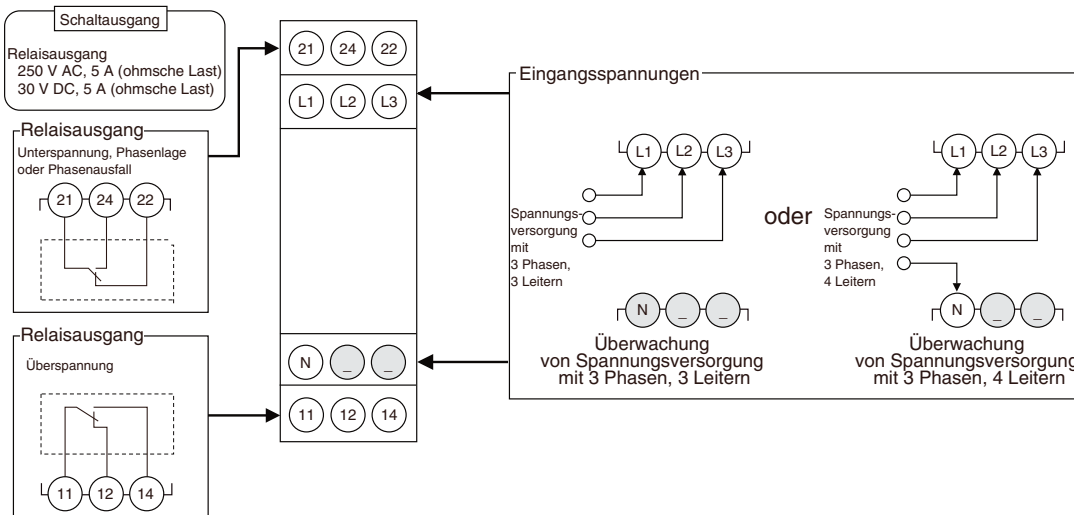 Schaltausgang
Relaisausgang
250 V AC, 5 A (ohmsche Last)
30 V DC, 5 A (ohmsche Last)
Relaisausgang
Unterspannung, Phasenlage
oder Phasenausfall
21 24 22
Relaisausgang
Überspannung
11 12 14
21 24 22
L1 L2 L3
N _ _
11 12 14
Eingangsspannungen
L1 L2 L3
Spannungs-
versorgung
mit
3 Phasen,
3 Leitern
N _ _
Überwachung
von Spannungsversorgung
mit 3 Phasen, 3 Leitern
oder
L1 L2 L3
Spannungs-
versorgung
mit
3 Phasen,
4 Leitern
N _ _
Überwachung
von Spannungsversorgung
mit 3 Phasen, 4 Leitern